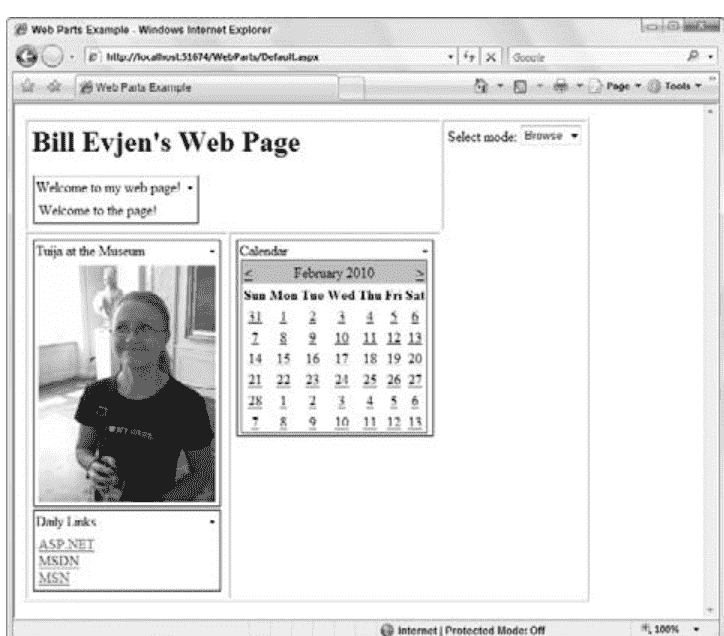 Web Parts Example - Windows Internet Explorer
http://localhost:51674/WebParts/Default.aspx
Google
Web Parts Example
Page
Tools
Bill Evjen's Web Page
Select mode: Browse
Welcome to my web page!
Welcome to the page!
Tuija at the Museum
Calendar
< February 2010 >
Sun Mon Tue Wed Thu Fri Sat
31 1 2 3 4 5 6
7 8 9 10 11 12 13
14 15 16 17 18 19 20
21 22 23 24 25 26 27
28 1 2 3 4 5 6
7 8 9 10 11 12 13
Daily Links
ASP.NET
MSDN
MSN
Internet | Protected Mode: Off
100%